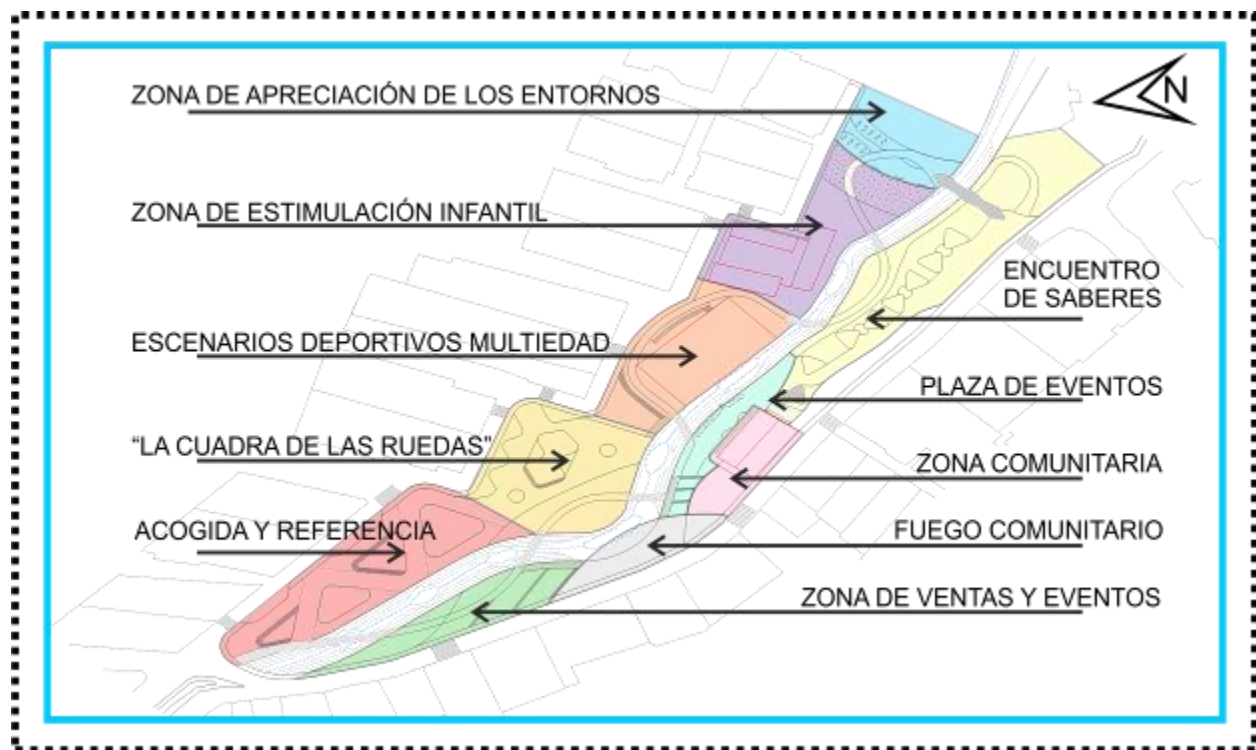 ZONA DE APRECIACIÓN DE LOS ENTORNOS
N
ZONA DE ESTIMULACIÓN INFANTIL
ENCUENTRO
DE SABERES
ESCENARIOS DEPORTIVOS MULTIEDAD
PLAZA DE EVENTOS
"LA CUADRA DE LAS RUEDAS"
ZONA COMUNITARIA
ACOGIDA Y REFERENCIA
FUEGO COMUNITARIO
ZONA DE VENTAS Y EVENTOS